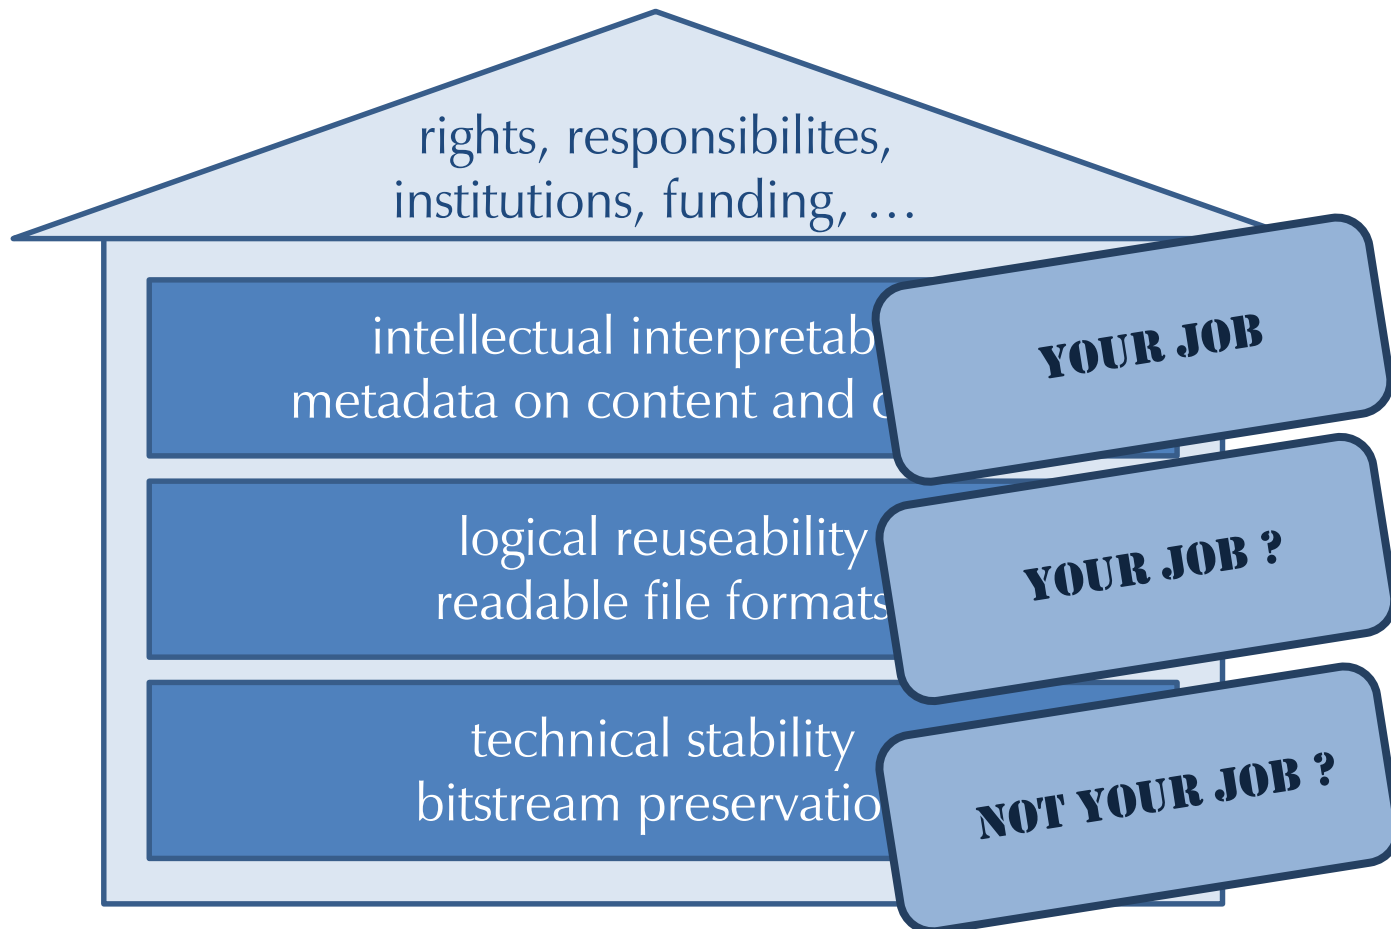 rights, responsibilites,
institutions, funding, …
intellectual interpretab
metadata on content and
YOUR JOB
logical reuseability
readable file formats
YOUR JOB ?
technical stability
bitstream preservatio
NOT YOUR JOB ?